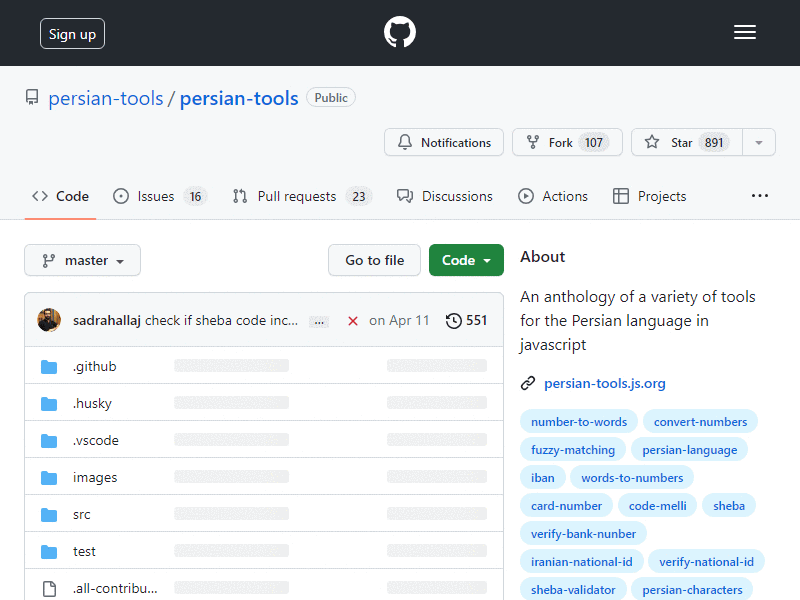 Sign up
persian-tools / persian-tools Public
Notifications Fork 107 Star 891
Code Issues 16 Pull requests 23 Discussions Actions Projects ...
master Go to file Code
sadrahallaj check if sheba code inc... ... on Apr 11 551
.github
.husky
.vscode
images
src
test
.all-contribu...
About
An anthology of a variety of tools
for the Persian language in
javascript
persian-tools.js.org
number-to-words convert-numbers
fuzzy-matching persian-language
iban words-to-numbers
card-number code-melli sheba
verify-bank-nunber
iranian-national-id verify-national-id
sheba-validator persian-characters